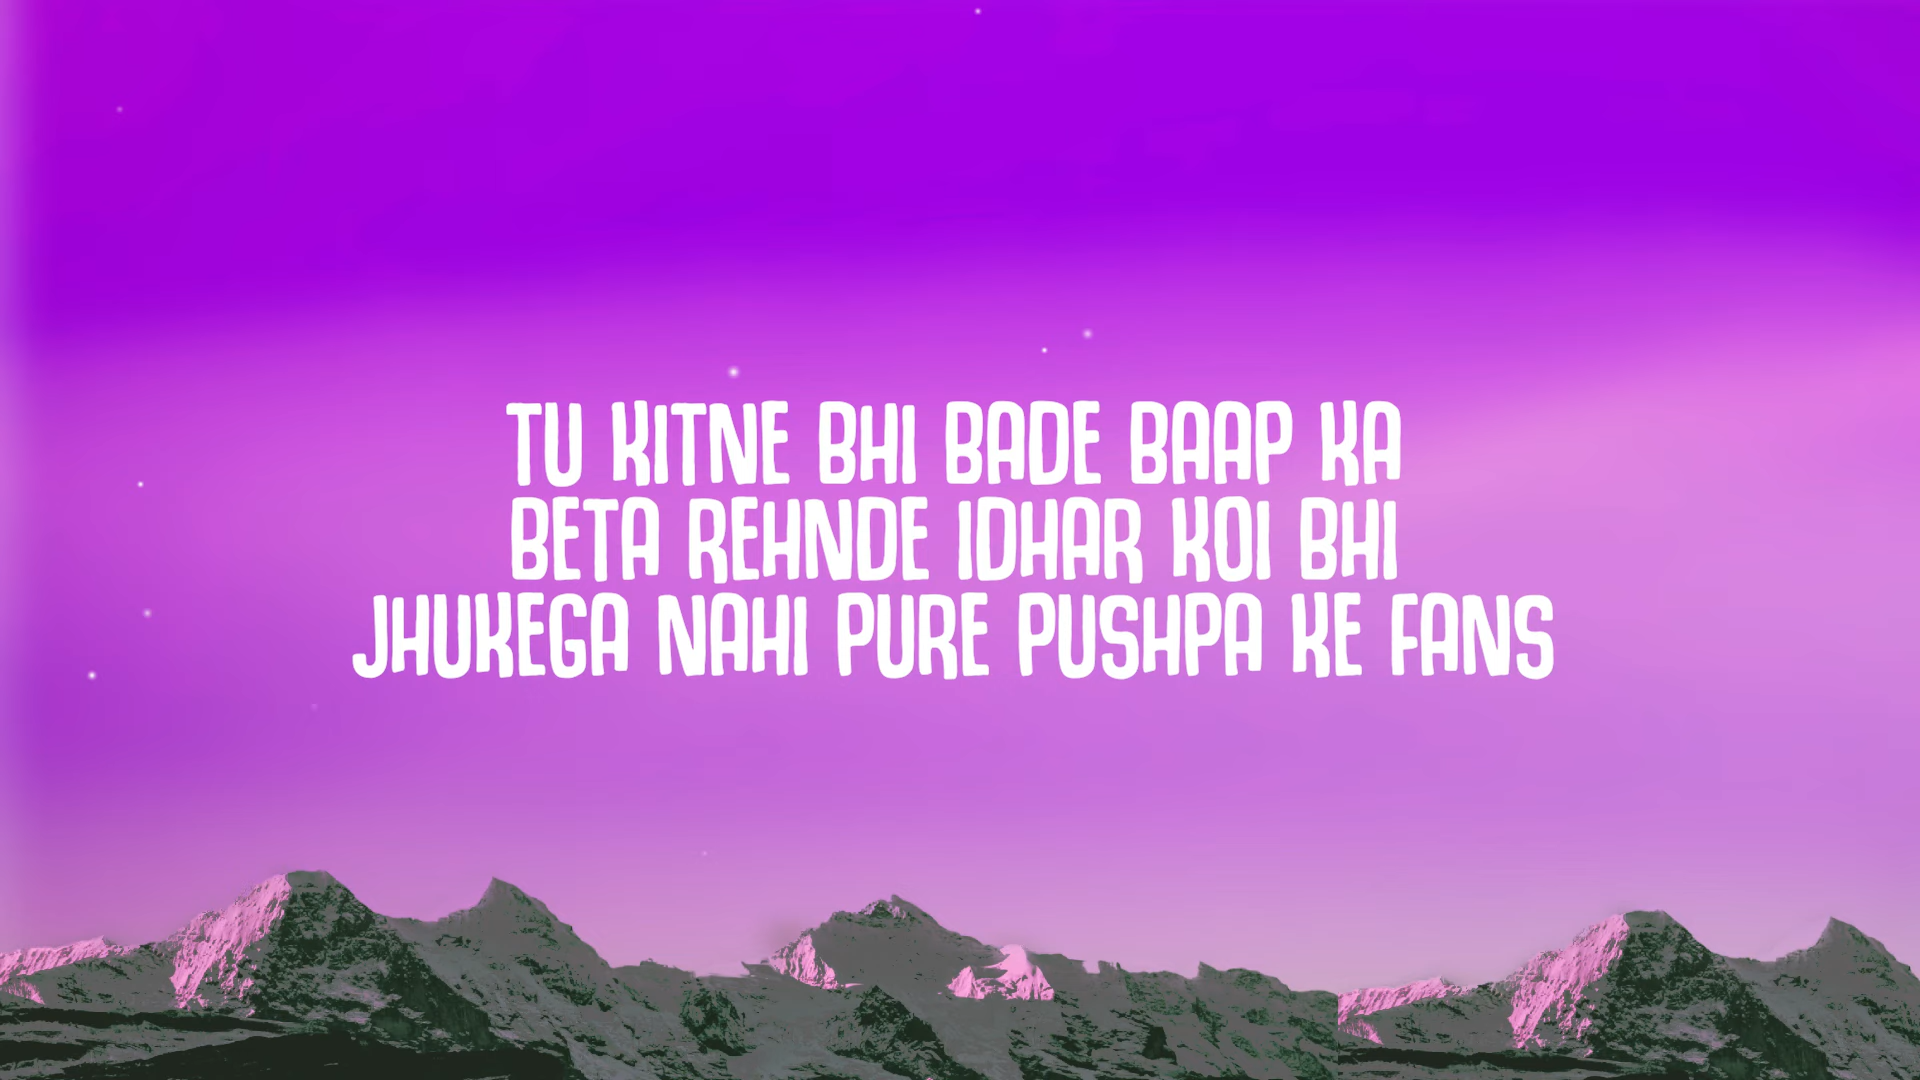 TU KITNE BHI BADE BAAP KA
BETA REHNDE IDHAR KOI BHI
JHUKEGA NAHI PURE PUSHPA KE FANS